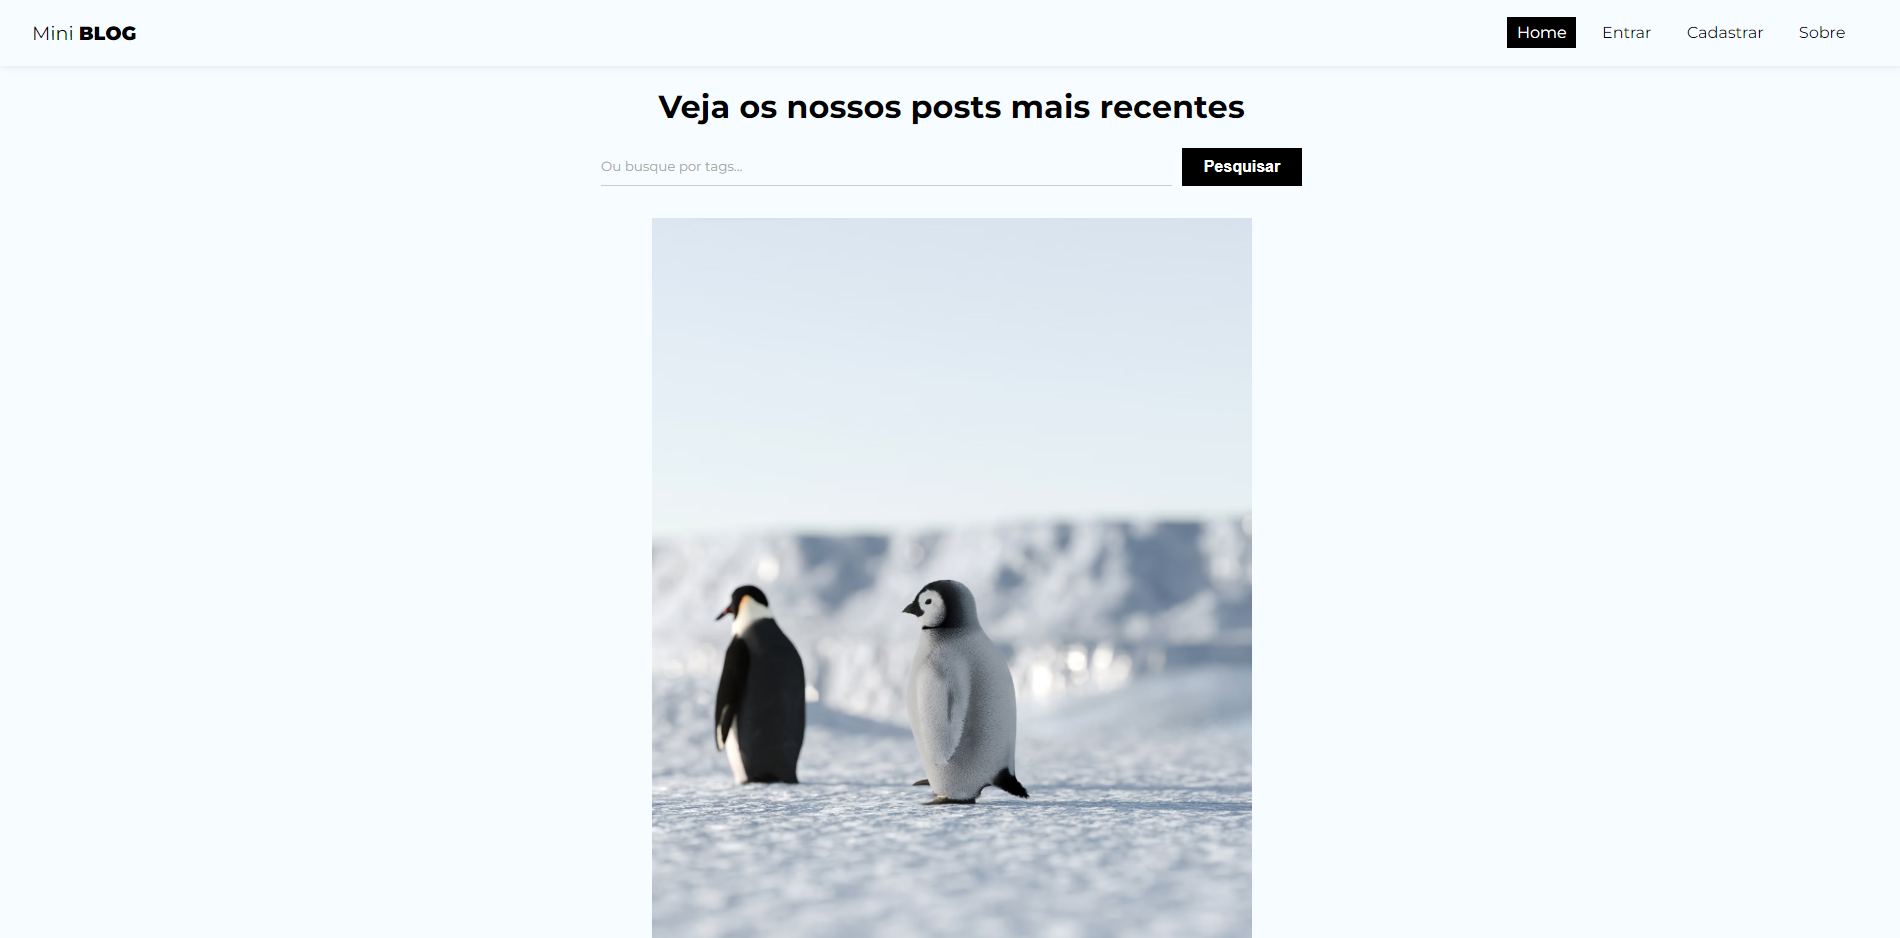 Mini BLOG
Home Entrar Cadastrar Sobre
Veja os nossos posts mais recentes
Ou busque por tags...
Pesquisar